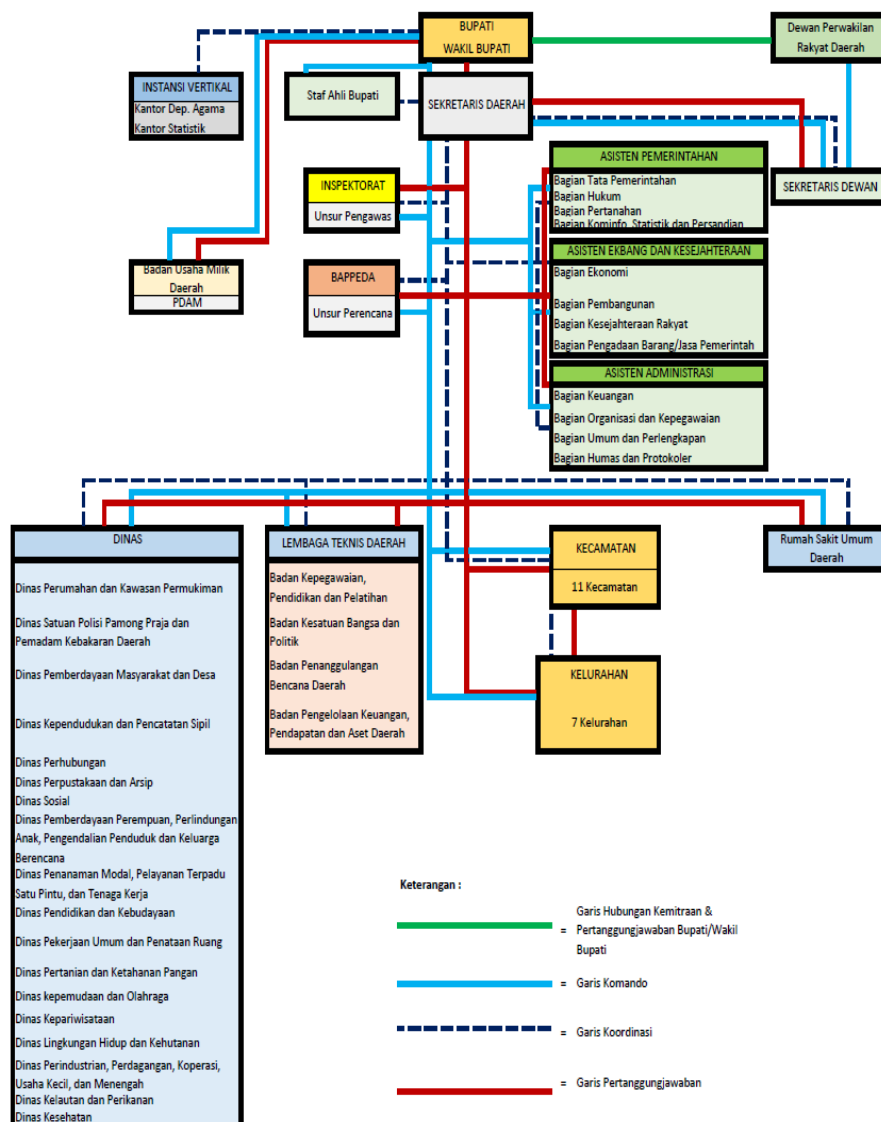 BUPATI
WAKIL BUPATI
Dewan Perwakilan
Rakyat Daerah
INSTANSI VERTIKAL
Kantor Dep. Agama
Kantor Statistik
Staf Ahli Bupati
SEKRETARIS DAERAH
ASISTEN PEMERINTAHAN
Bagian Tata Pemerintahan
Bagian Hukum
Bagian Pertanahan
Bagian Kominfo, Statistik dan Persandian
SEKRETARIS DEWAN
INSPEKTORAT
Unsur Pengawas
ASISTEN EKBANG DAN KESEJAHTERAAN
Bagian Ekonomi
Bagian Pembangunan
Bagian Kesejahteraan Rakyat
Bagian Pengadaan Barang/Jasa Pemerintah
Badan Usaha Milik
Daerah
PDAM
BAPPEDA
Unsur Perencana
ASISTEN ADMINISTRASI
Bagian Keuangan
Bagian Organisasi dan Kepegawaian
Bagian Umum dan Perlengkapan
Bagian Humas dan Protokoler
DINAS
Dinas Perumahan dan Kawasan Permukiman
Dinas Satuan Polisi Pamong Praja dan
Pemadam Kebakaran Daerah
Dinas Pemberdayaan Masyarakat dan Desa
Dinas Kependudukan dan Pencatatan Sipil
Dinas Perhubungan
Dinas Perpustakaan dan Arsip
Dinas Sosial
Dinas Pemberdayaan Perempuan, Perlindungan
Anak, Pengendalian Penduduk dan Keluarga
Berencana
Dinas Penanaman Modal, Pelayanan Terpadu
Satu Pintu, dan Tenaga Kerja
Dinas Pendidikan dan Kebudayaan
Dinas Pekerjaan Umum dan Penataan Ruang
Dinas Pertanian dan Ketahanan Pangan
Dinas kepemudaan dan Olahraga
Dinas Kepariwisataan
Dinas Lingkungan Hidup dan Kehutanan
Dinas Perindustrian, Perdagangan, Koperasi,
Usaha Kecil, dan Menengah
Dinas Kelautan dan Perikanan
Dinas Kesehatan
LEMBAGA TEKNIS DAERAH
Badan Kepegawaian,
Pendidikan dan Pelatihan
Badan Kesatuan Bangsa dan
Politik
Badan Penanggulangan
Bencana Daerah
Badan Pengelolaan Keuangan,
Pendapatan dan Aset Daerah
KECAMATAN
11 Kecamatan
KELURAHAN
7 Kelurahan
Rumah Sakit Umum
Daerah
Keterangan :
Garis Hubungan Kemitraan &
= Pertanggungjawaban Bupati/Wakil
Bupati
= Garis Komando
= Garis Koordinasi
= Garis Pertanggungjawaban